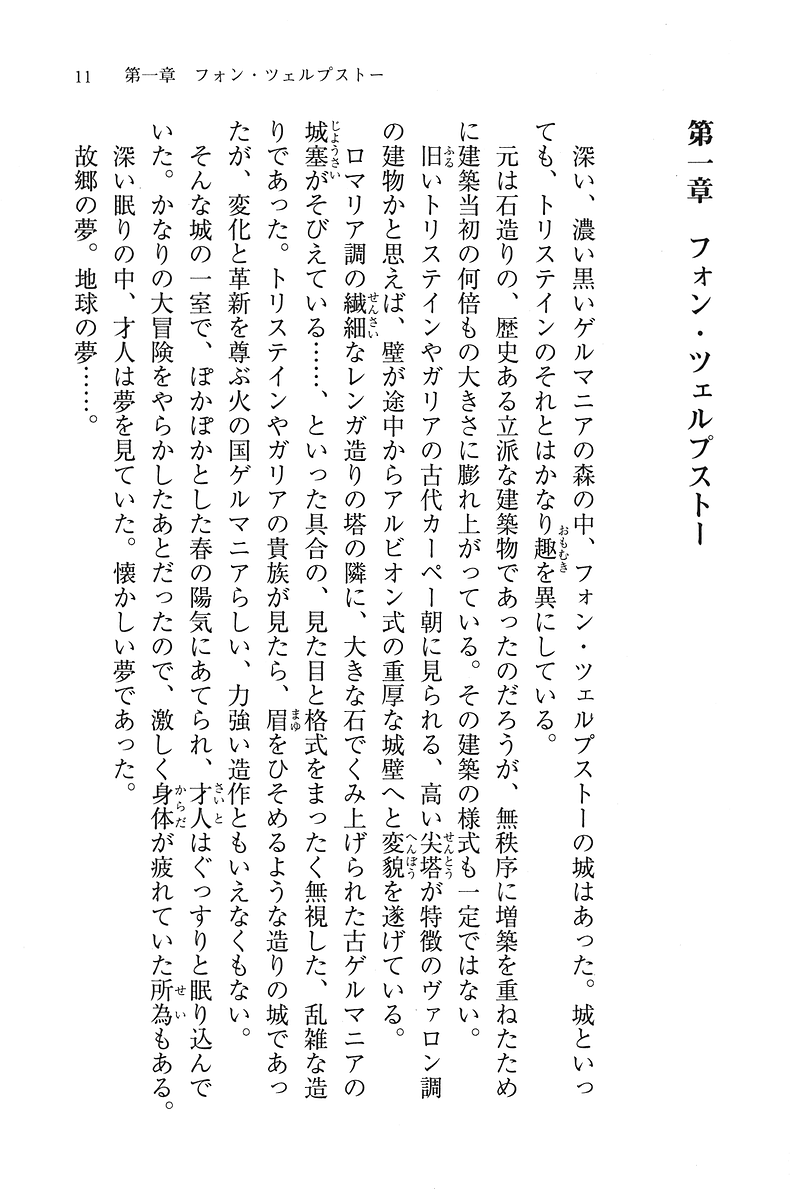 11 第一章 フォン・ツェルプストー
第一章 フォン・ツェルプストー
深い、濃い黒いゲルマニアの森の中、フォン・ツェルプストーの城はあった。城といっ
ても、トリステインのそれとはかなり趣を異にしている。
元は石造りの、歴史ある立派な建築物であったのだろうが、無秩序に増築を重ねたため
に建築当初の何倍もの大きさに膨れ上がっている。その建築の様式も一定ではない。
旧いトリステインやガリアの古代カーペー朝に見られる、高い尖塔が特徴のヴァロン調
の建物かと思えば、壁が途中からアルビオン式の重厚な城壁へと変貌を遂げている。
ロマリア調の繊細なレンガ造りの塔の隣に、大きな石でくみ上げられた古ゲルマニアの
城塞がそびえている……、といった具合の、見た目と格式をまったく無視した、乱雑な造
りであった。トリステインやガリアの貴族が見たら、眉をひそめるような造りの城であっ
たが、変化と革新を尊ぶ火の国ゲルマニアらしい、力強い造作ともいえなくもない。
そんな城の一室で、ぽかぽかとした春の陽気にあてられ、才人はぐっすりと眠り込んで
いた。かなりの大冒険をやらかしたあとだったので、激しく身体が疲れていた所為もある。
深い眠りの中、才人は夢を見ていた。懐かしい夢であった。
故郷の夢。地球の夢……。